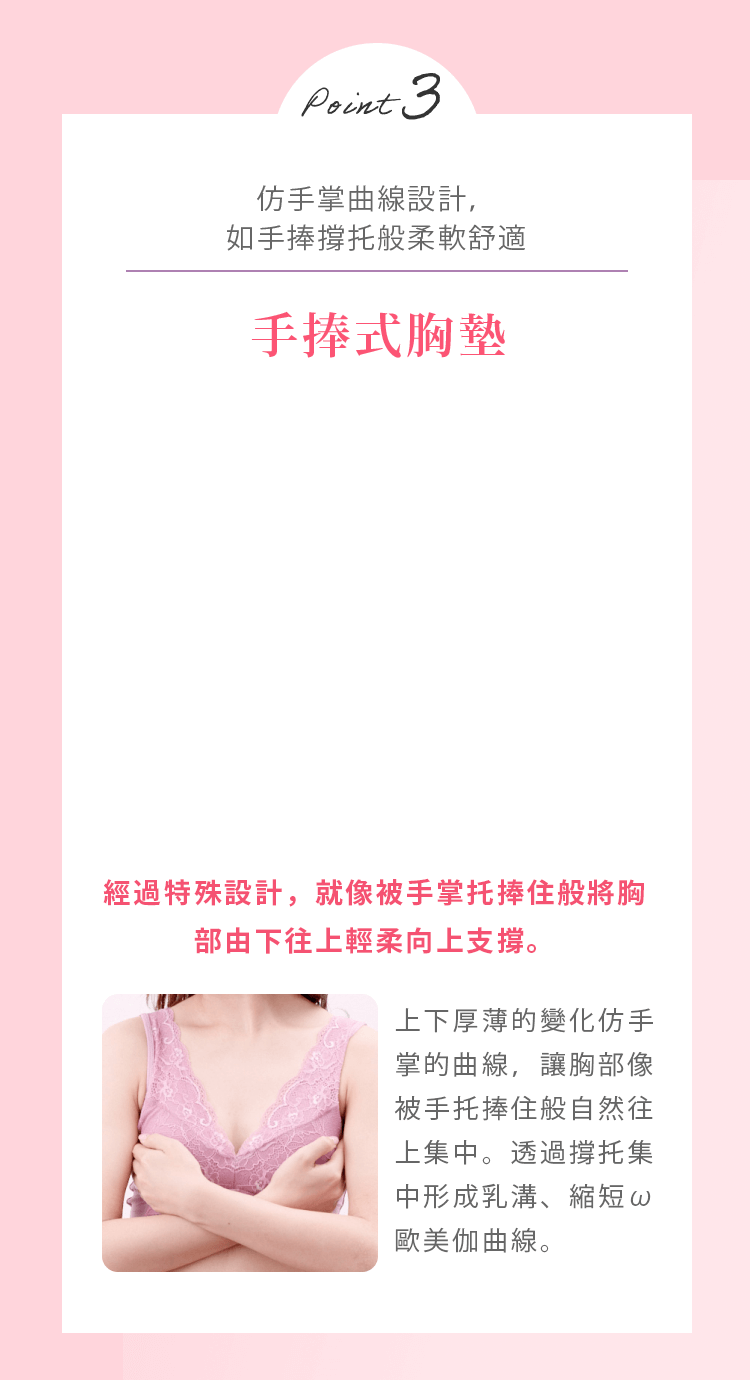 Point 3
仿手掌曲線設計,
如手捧撐托般柔軟舒適
手捧式胸墊
經過特殊設計，就像被手掌托捧住般將胸
部由下往上輕柔向上支撐。
上下厚薄的變化仿手
掌的曲線，讓胸部像
被手托捧住般自然往
上集中。透過撐托集
中形成乳溝、縮短ω
歐美伽曲線。